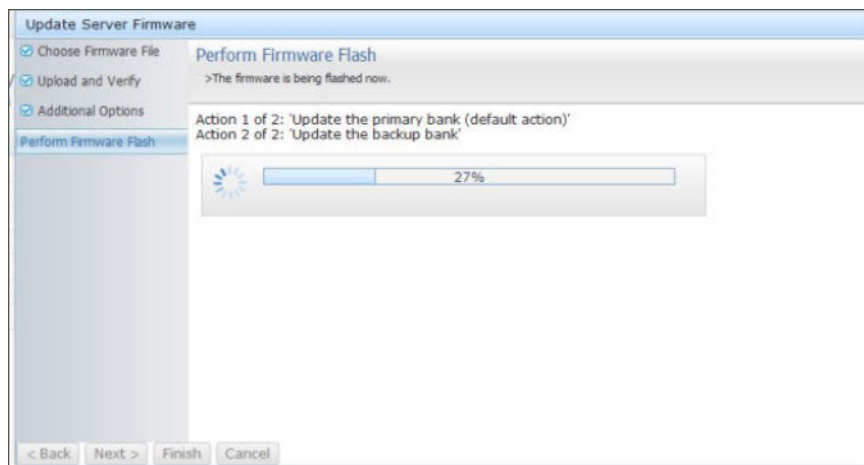 Update Server Firmware
Choose Firmware File
Upload and Verify
Additional Options
Perform Firmware Flash
Perform Firmware Flash
>The firmware is being flashed now.
Action 1 of 2: 'Update the primary bank (default action)'
Action 2 of 2: 'Update the backup bank'
27%
< Back
Next >
Finish
Cancel